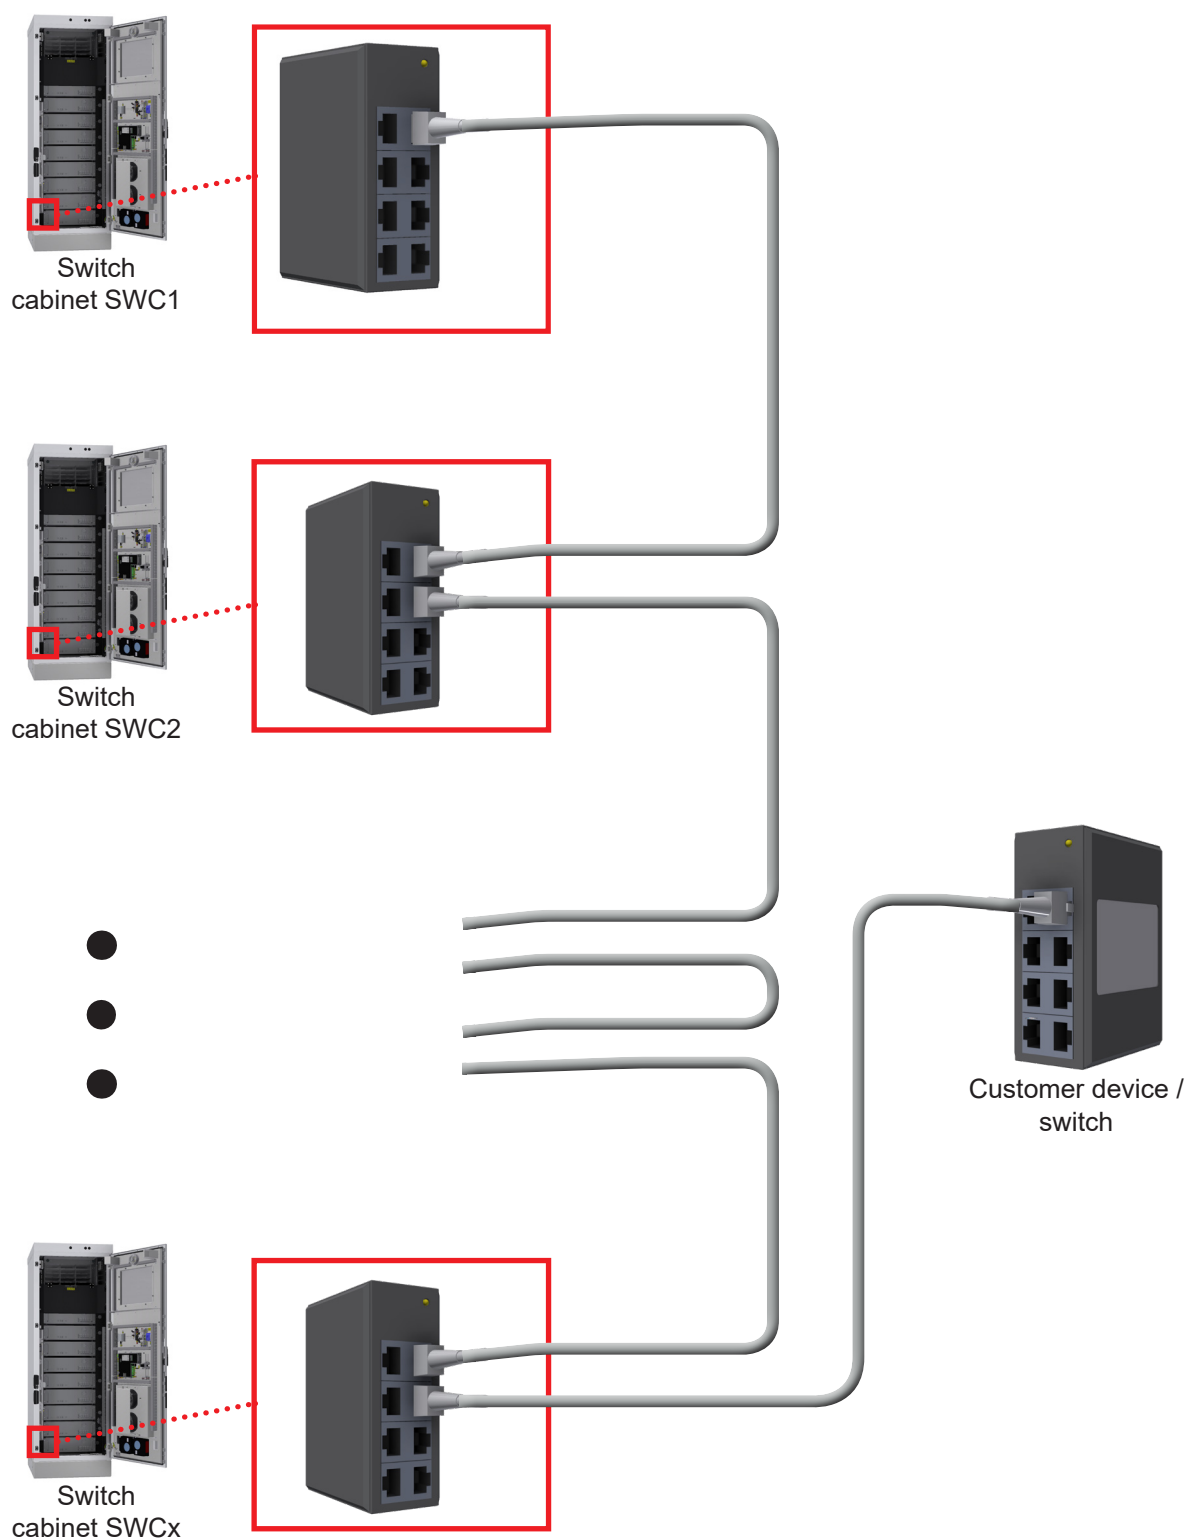 Switch
cabinet SWC1
Switch
cabinet SWC2
Customer device /
switch
Switch
cabinet SWCx